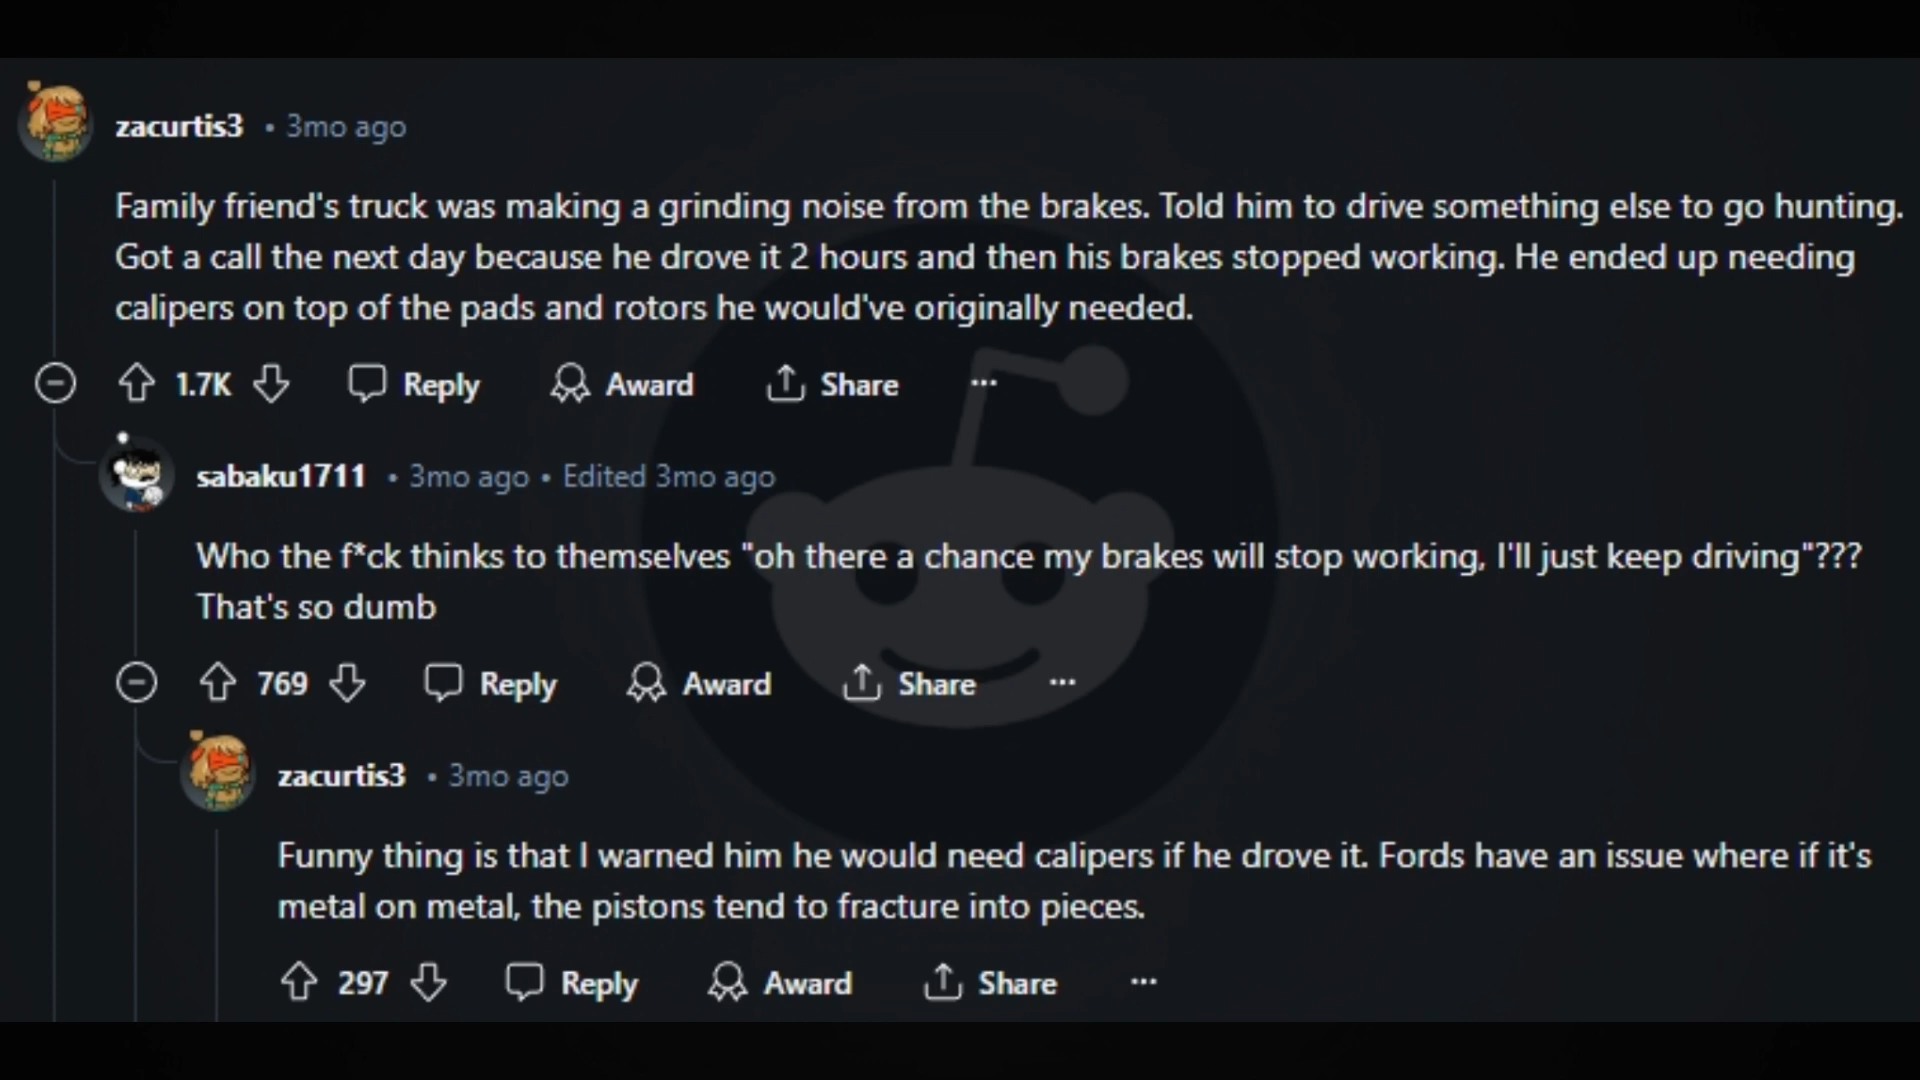 zacurtis3 • 3mo ago
Family friend's truck was making a grinding noise from the brakes. Told him to drive something else to go hunting.
Got a call the next day because he drove it 2 hours and then his brakes stopped working. He ended up needing
calipers on top of the pads and rotors he would've originally needed.
1.7K Reply Award Share ...
sabaku1711 • 3mo ago • Edited 3mo ago
Who the f*ck thinks to themselves "oh there a chance my brakes will stop working, I'll just keep driving"???
That's so dumb
769 Reply Award Share ...
zacurtis3 • 3mo ago
Funny thing is that I warned him he would need calipers if he drove it. Fords have an issue where if it's
metal on metal, the pistons tend to fracture into pieces.
297 Reply Award Share ...